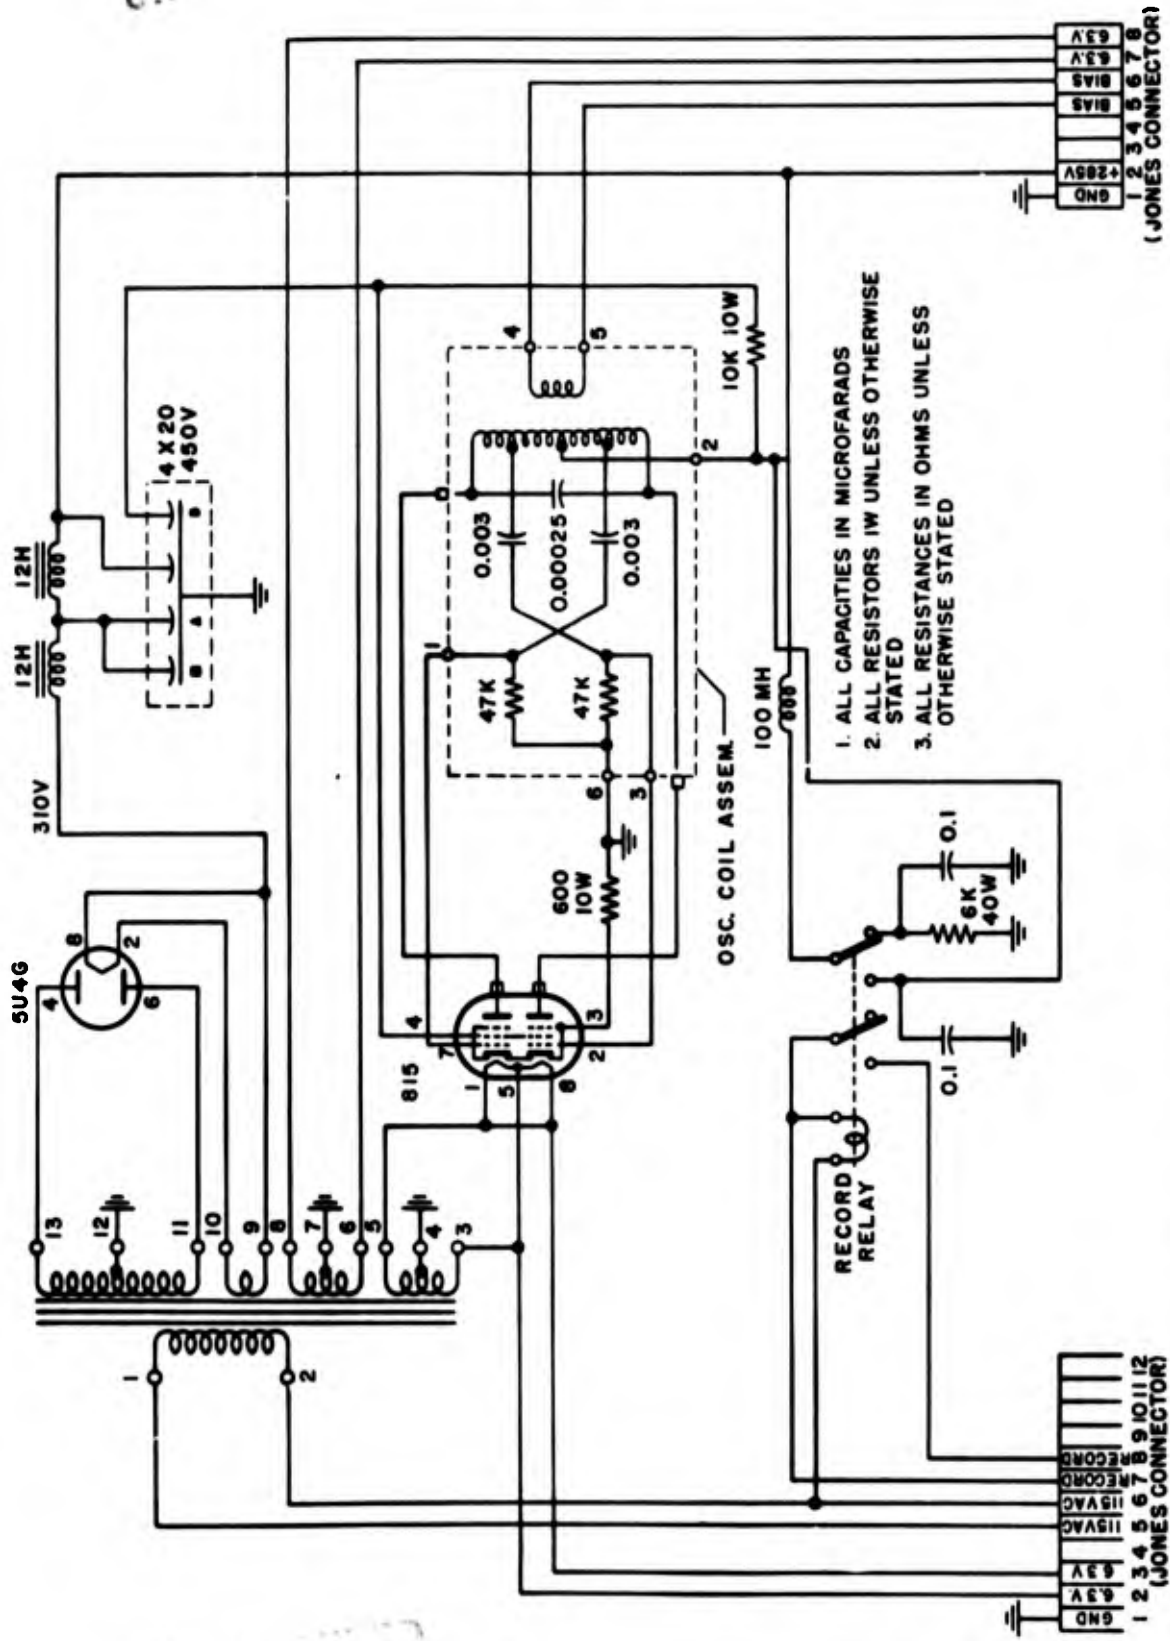 5U4G
310V
12H
12H
4
8
2
6
4 X 20
450V
13
12
11
10
9
8
7
6
5
4
3
1
2
815
7
4
1
5
8
3
2
600
10W
1
47K
47K
6
3
0.003
0.00025
0.003
4
5
2
10K 10W
OSC. COIL ASSEM.
100 MH
RECORD
RELAY
0.1
0.1
6K
40W
1. ALL CAPACITIES IN MICROFARADS
2. ALL RESISTORS 1W UNLESS OTHERWISE
STATED
3. ALL RESISTANCES IN OHMS UNLESS
OTHERWISE STATED
GND
6.3V.
6.3V
115VAC
115VAC
RECORD
RECORD
1 2 3 4 5 6 7 8 9 10 11 12
(JONES CONNECTOR)
GND
+285V
BIAS
BIAS
6.3.V
6.3.V
1 2 3 4 5 6 7 8
(JONES CONNECTOR)